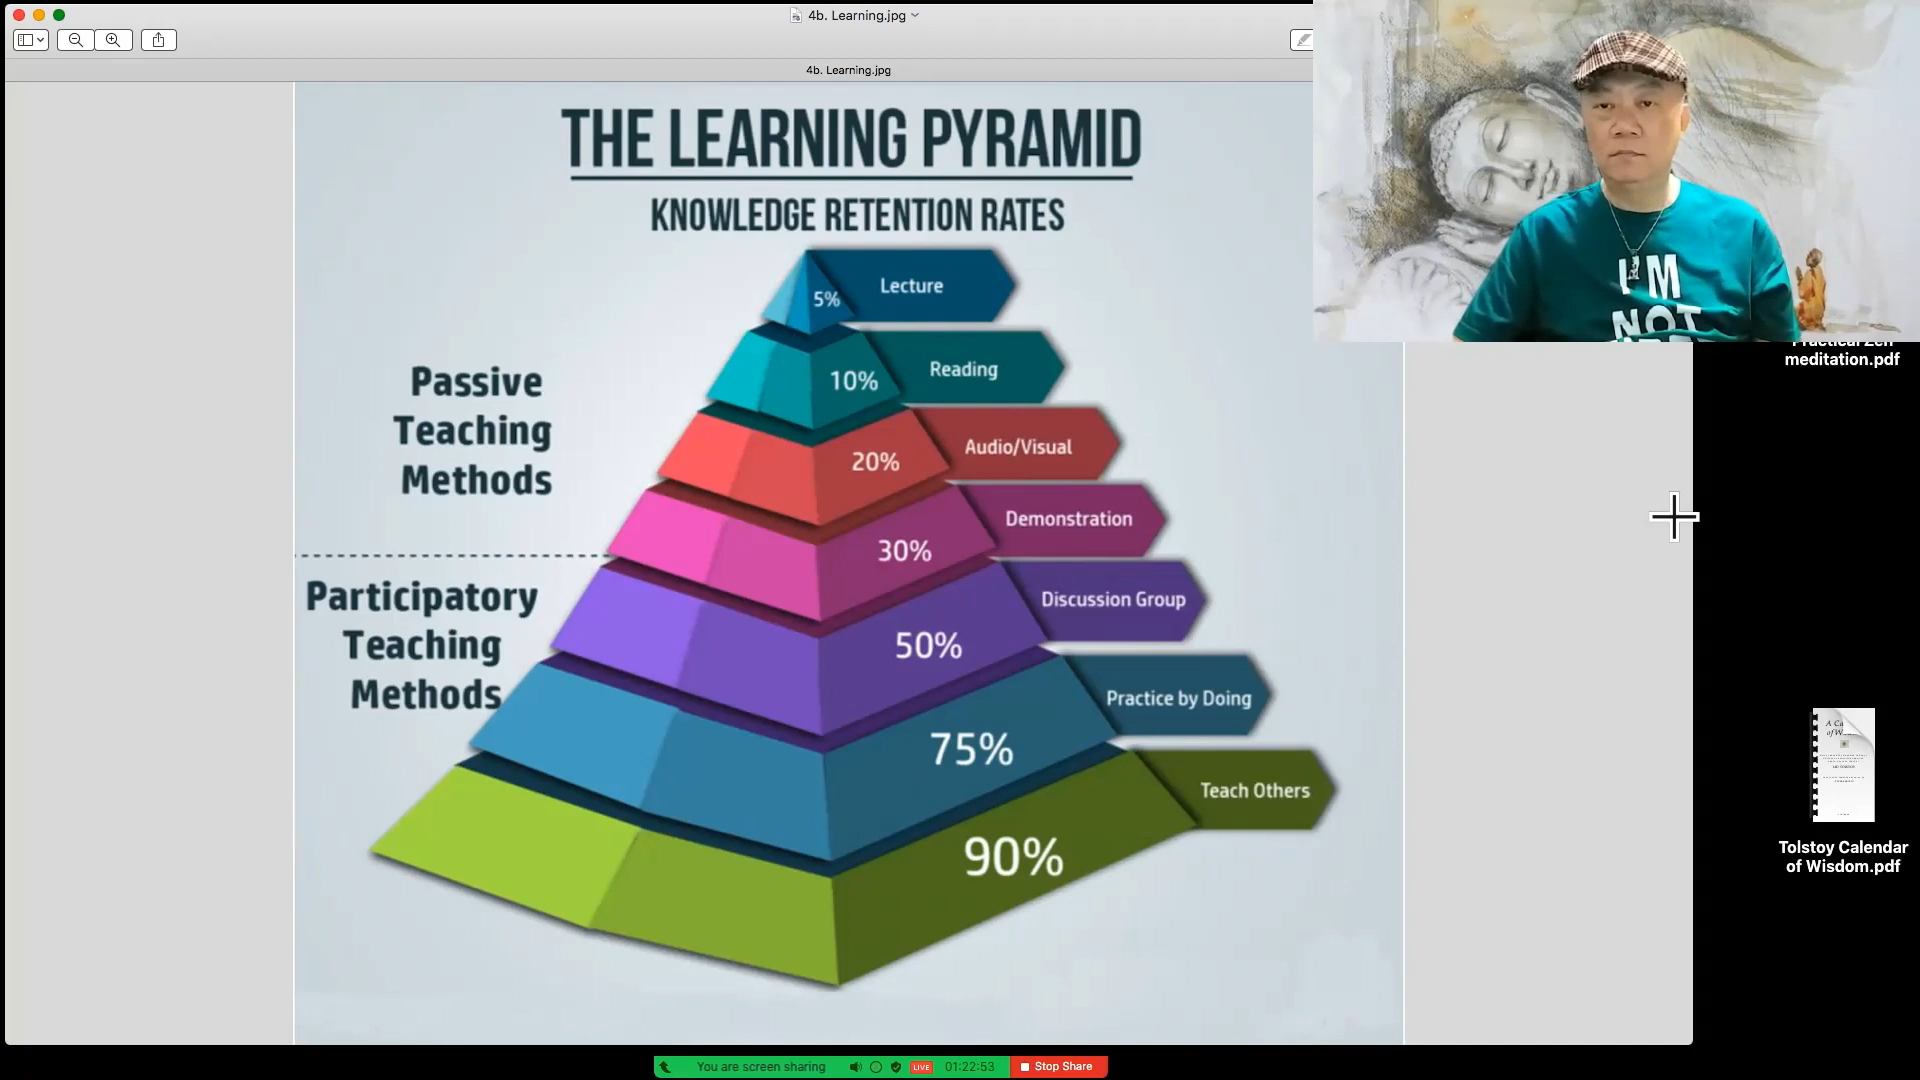 4b. Learning.jpg
4b. Learning.jpg
THE LEARNING PYRAMID
KNOWLEDGE RETENTION RATES
5%
Lecture
10%
Reading
20%
Audio/Visual
30%
Demonstration
50%
Discussion Group
75%
Practice by Doing
90%
Teach Others
Passive
Teaching
Methods
Participatory
Teaching
Methods
I'M
NOT
Practical Zen
meditation.pdf
Tolstoy Calendar
of Wisdom.pdf
You are screen sharing
LIVE
01:22:53
Stop Share